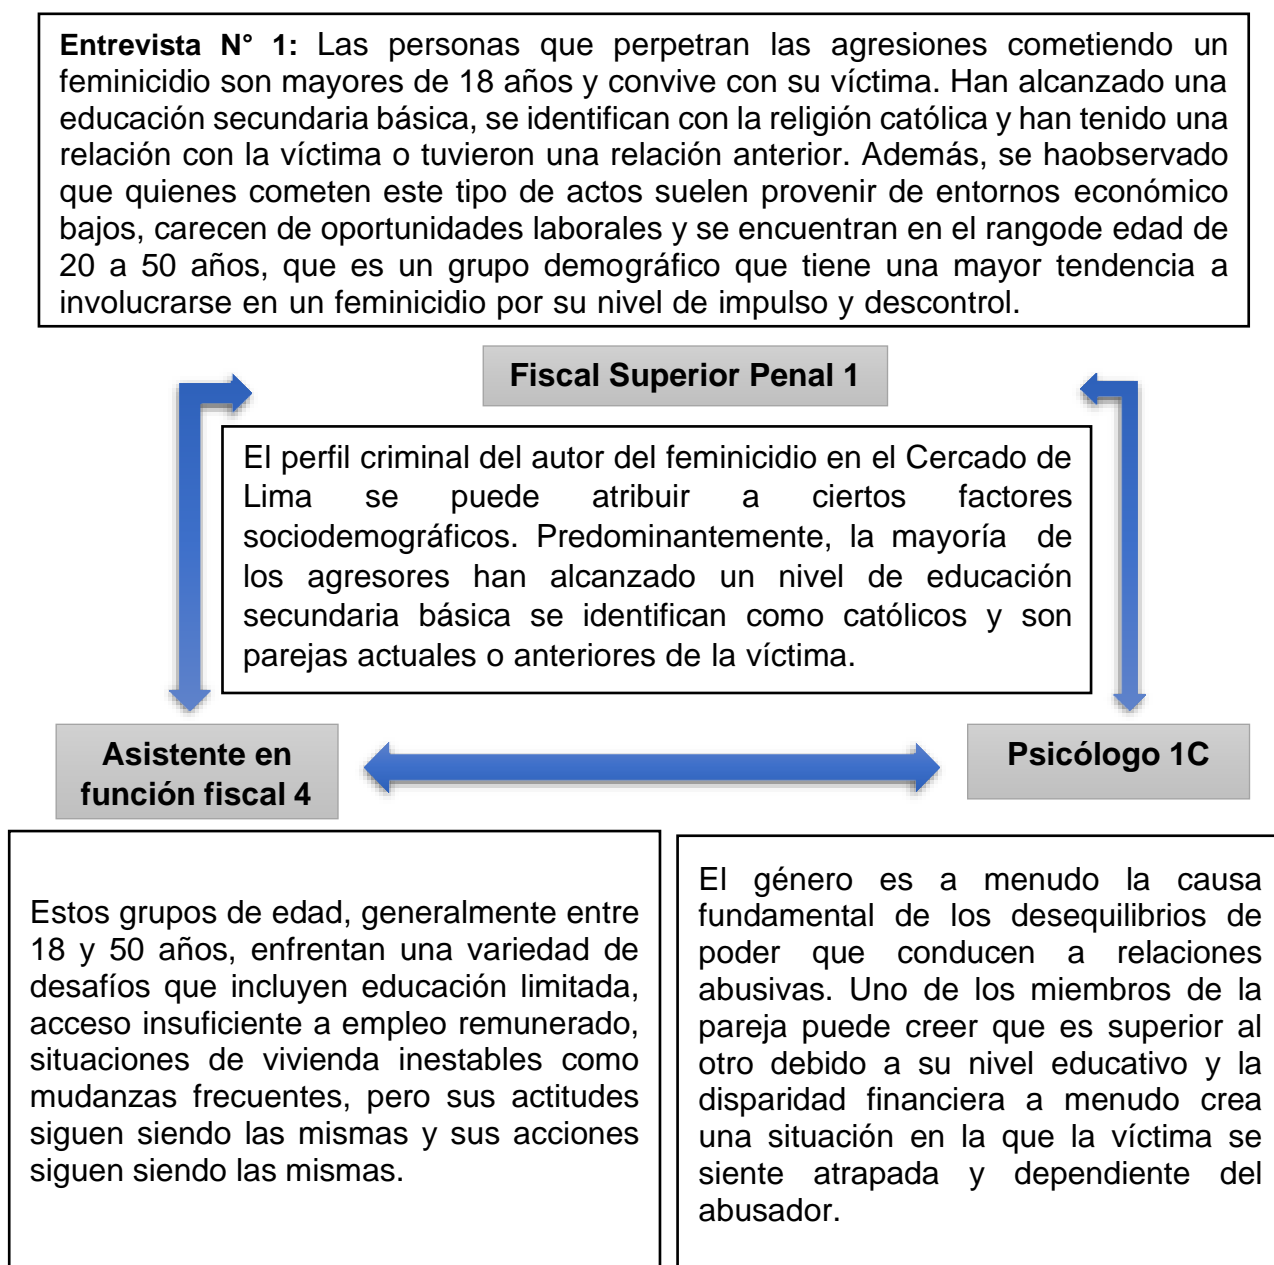 Entrevista N° 1: Las personas que perpetran las agresiones cometiendo un
feminicidio son mayores de 18 años y convive con su víctima. Han alcanzado una
educación secundaria básica, se identifican con la religión católica y han tenido una
relación con la víctima o tuvieron una relación anterior. Además, se haobservado
que quienes cometen este tipo de actos suelen provenir de entornos económico
bajos, carecen de oportunidades laborales y se encuentran en el rangode edad de
20 a 50 años, que es un grupo demográfico que tiene una mayor tendencia a
involucrarse en un feminicidio por su nivel de impulso y descontrol.
Fiscal Superior Penal 1
El perfil criminal del autor del feminicidio en el Cercado de
Lima se puede atribuir a ciertos factores
sociodemográficos. Predominantemente, la mayoría de
los agresores han alcanzado un nivel de educación
secundaria básica se identifican como católicos y son
parejas actuales o anteriores de la víctima.
Asistente en
función fiscal 4
Psicólogo 1C
Estos grupos de edad, generalmente entre
18 y 50 años, enfrentan una variedad de
desafíos que incluyen educación limitada,
acceso insuficiente a empleo remunerado,
situaciones de vivienda inestables como
mudanzas frecuentes, pero sus actitudes
siguen siendo las mismas y sus acciones
siguen siendo las mismas.
El género es a menudo la causa
fundamental de los desequilibrios de
poder que conducen a relaciones
abusivas. Uno de los miembros de la
pareja puede creer que es superior al
otro debido a su nivel educativo y la
disparidad financiera a menudo crea
una situación en la que la víctima se
siente atrapada y dependiente del
abusador.